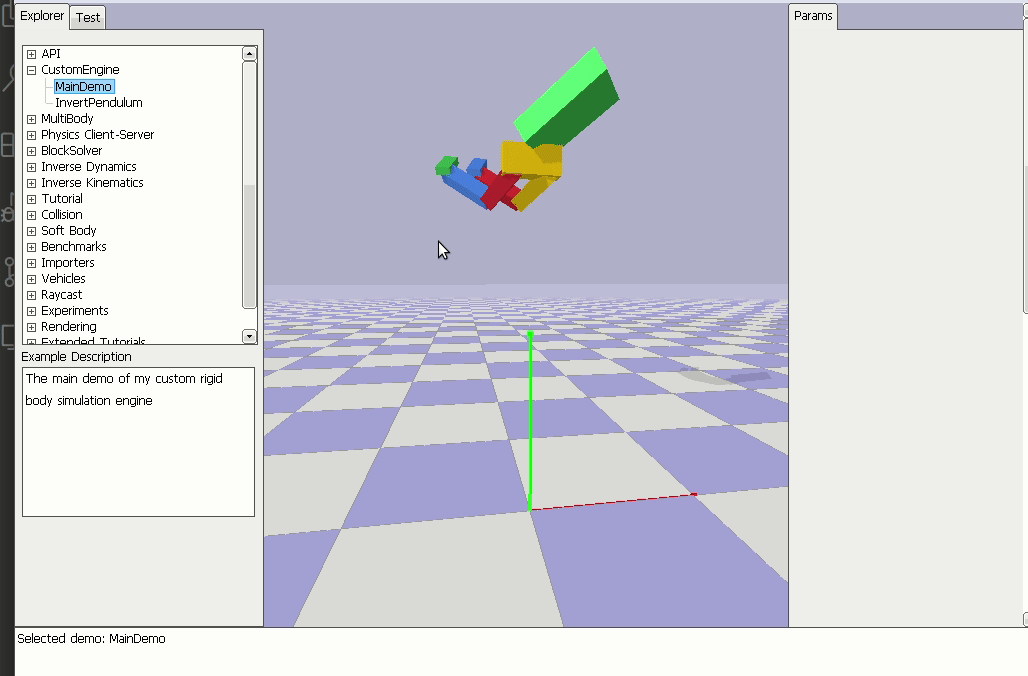 Explorer
Test
Params
API
CustomEngine
MainDemo
InvertPendulum
MultiBody
Physics Client-Server
BlockSolver
Inverse Dynamics
Inverse Kinematics
Tutorial
Collision
Soft Body
Benchmarks
Importers
Vehicles
Raycast
Experiments
Rendering
Extended Tutorials
Example Description
The main demo of my custom rigid
body simulation engine
Selected demo: MainDemo